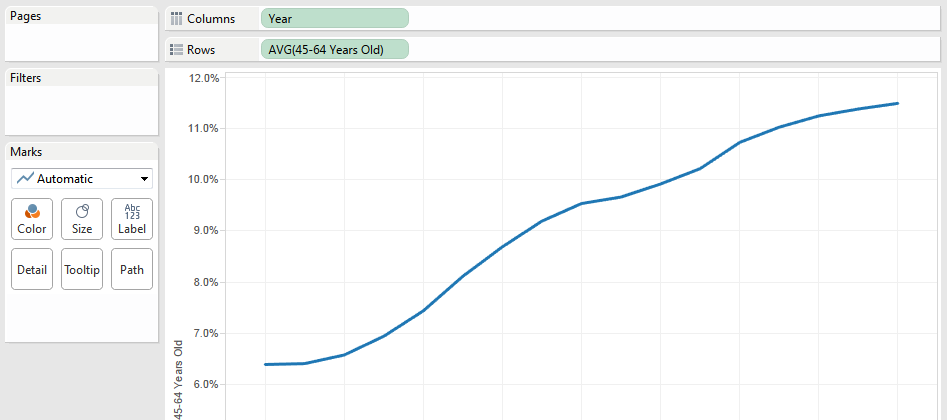 Pages
Columns
Year
Rows
AVG(45-64 Years Old)
Filters
Marks
Automatic
Color
Size
Abc
123
Label
Detail
Tooltip
Path
12.0%
11.0%
10.0%
9.0%
8.0%
7.0%
6.0%
45-64 Years Old